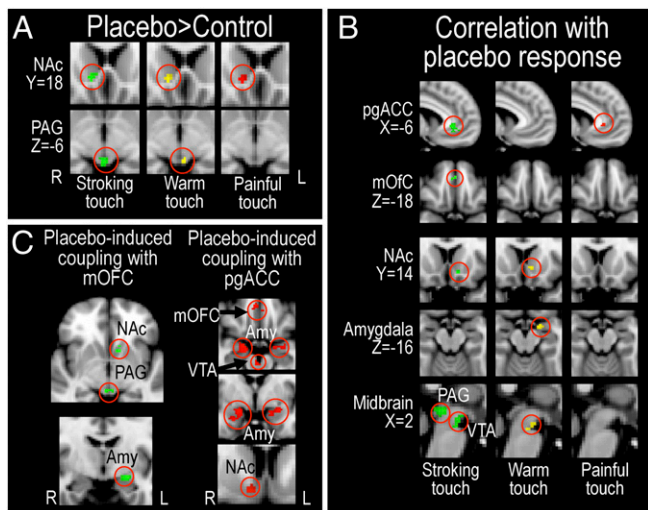 A
Placebo>Control
NAc
Y=18
PAG
Z=-6
R
L
Stroking
touch
Warm
touch
Painful
touch
B
Correlation with
placebo response
pgACC
X=-6
mOfC
Z=-18
NAc
Y=14
Amygdala
Z=-16
Midbrain
X=2
PAG
VTA
Stroking
touch
Warm
touch
Painful
touch
C
Placebo-induced
coupling with
mOFC
NAc
PAG
Amy
R
L
Placebo-induced
coupling with
pgACC
mOFC
Amy
VTA
Amy
NAc
R
L